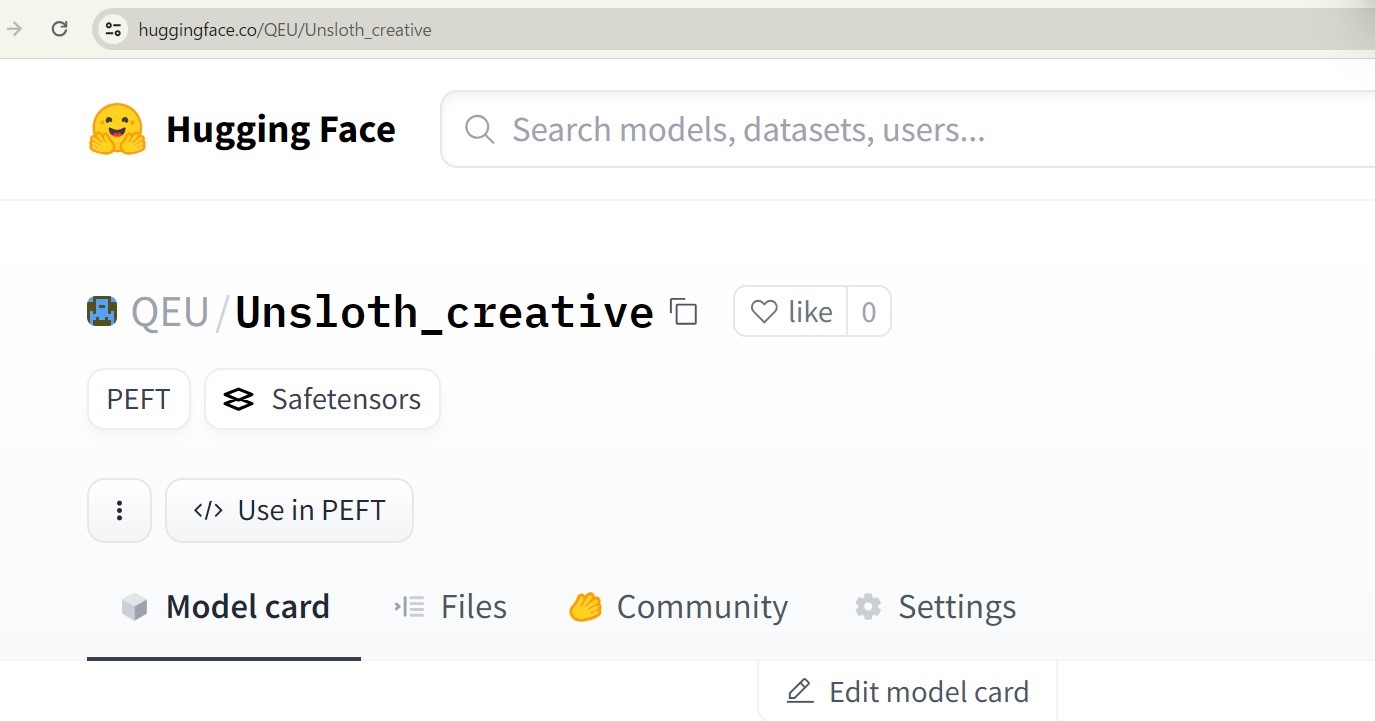 huggingface.co/QEU/Unsloth_creative
Hugging Face
Search models, datasets, users...
QEU/Unsloth_creative
like 0
PEFT Safetensors
</> Use in PEFT
Model card Files Community Settings
Edit model card